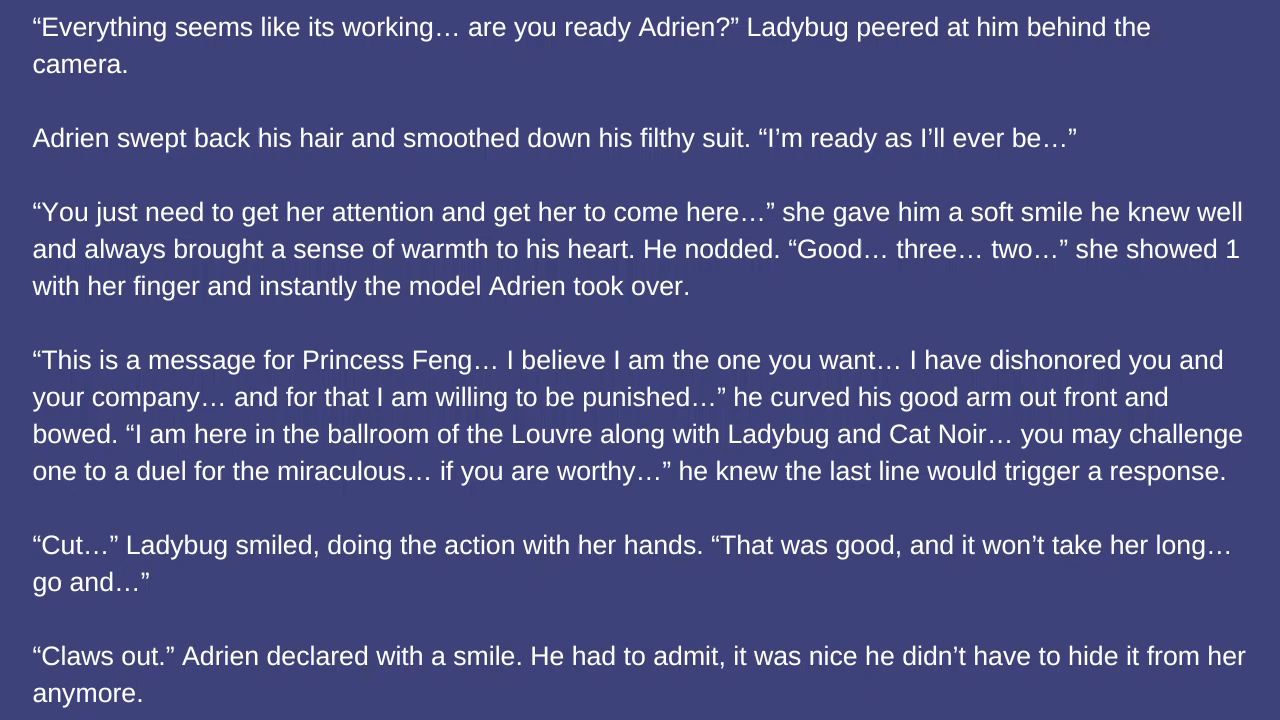 “Everything seems like its working… are you ready Adrien?” Ladybug peered at him behind the
camera.
Adrien swept back his hair and smoothed down his filthy suit. “I’m ready as I’ll ever be…”
“You just need to get her attention and get her to come here…” she gave him a soft smile he knew well
and always brought a sense of warmth to his heart. He nodded. “Good… three… two…” she showed 1
with her finger and instantly the model Adrien took over.
“This is a message for Princess Feng… I believe I am the one you want… I have dishonored you and
your company… and for that I am willing to be punished…” he curved his good arm out front and
bowed. “I am here in the ballroom of the Louvre along with Ladybug and Cat Noir… you may challenge
one to a duel for the miraculous… if you are worthy…” he knew the last line would trigger a response.
“Cut…” Ladybug smiled, doing the action with her hands. “That was good, and it won’t take her long…
go and…”
“Claws out.” Adrien declared with a smile. He had to admit, it was nice he didn’t have to hide it from her
anymore.